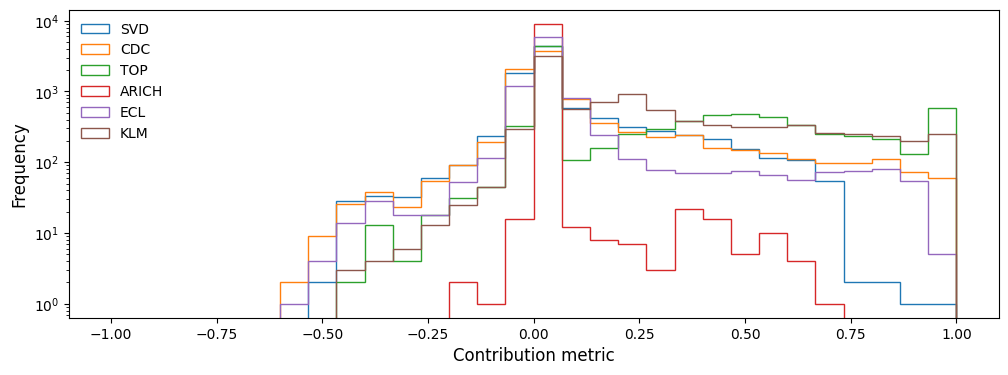 SVD
CDC
TOP
ARICH
ECL
KLM
Frequency
10⁴
10³
10²
10¹
10⁰
−1.00 −0.75 −0.50 −0.25 0.00 0.25 0.50 0.75 1.00
Contribution metric